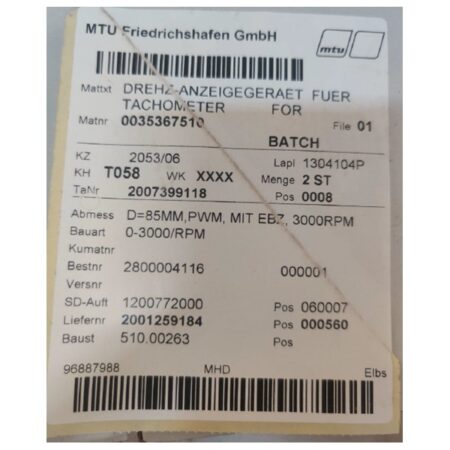 MTU Friedrichshafen GmbH
mtu
Mattxt DREHZ-ANZEIGEGERAET FUER
TACHOMETER FOR
Matnr 0035367510 File 01
BATCH
KZ 2053/06 Lapl 1304104P
KH T058 WK XXXX Menge 2 ST
TaNr 2007399118 Pos 0008
Abmess D=85MM,PWM, MIT EBZ, 3000RPM
Bauart 0-3000/RPM
Kumatnr
Bestnr 2800004116 000001
Versnr
SD-Auft 1200772000 Pos 060007
Liefernr 2001259184 Pos 000560
Baust 510.00263 Pos
96887988 MHD Elbs